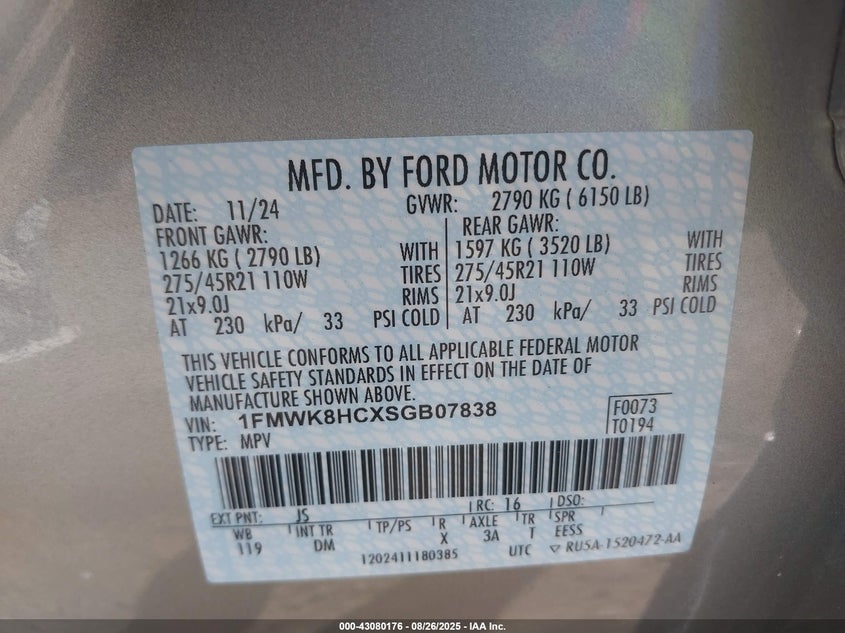 MFD. BY FORD MOTOR CO.
DATE: 11/24 GVWR: 2790 KG ( 6150 LB)
FRONT GAWR: REAR GAWR:
1266 KG ( 2790 LB) WITH 1597 KG ( 3520 LB) WITH
275/45R21 110W TIRES 275/45R21 110W TIRES
21x9.0J RIMS 21x9.0J RIMS
AT 230 kPa/ 33 PSI COLD AT 230 kPa/ 33 PSI COLD
THIS VEHICLE CONFORMS TO ALL APPLICABLE FEDERAL MOTOR
VEHICLE SAFETY STANDARDS IN EFFECT ON THE DATE OF
MANUFACTURE SHOWN ABOVE.
VIN: 1FMWK8HCXSGB07838 F0073
TYPE: MPV T0194
EXT PNT: JS RC: 16 DSO:
WB INT TR TP/PS R AXLE TR SPR
119 DM X 3A T EESS
1202411180385 UTC ▽ RU5A-1520472-AA
000-43080176 - 08/26/2025 - IAA Inc.